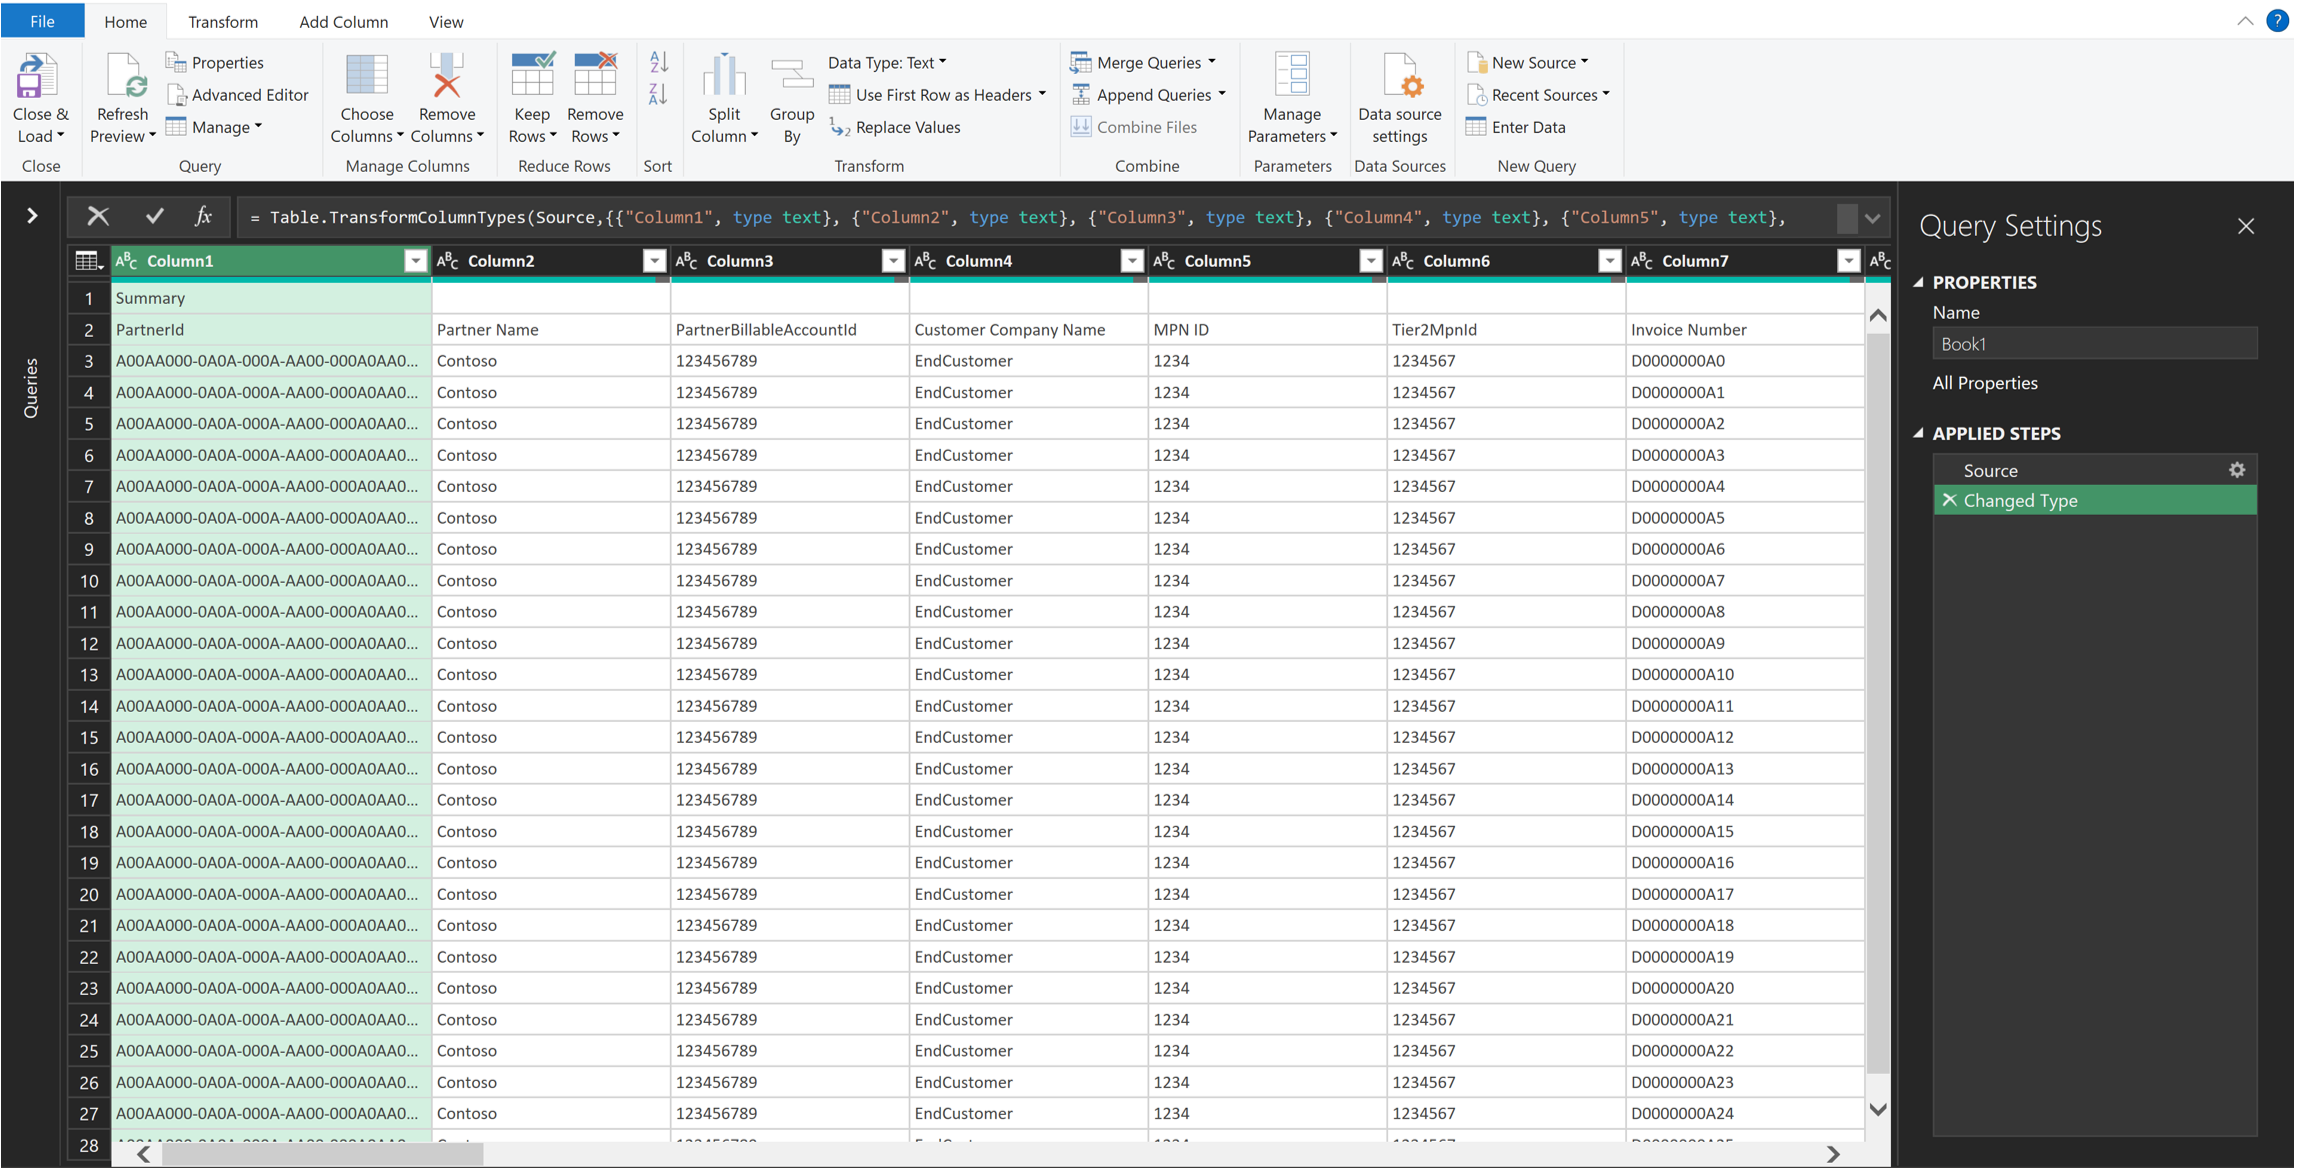 File Home Transform Add Column View ?
Close & Load Refresh Preview Properties Advanced Editor Manage Choose Columns Remove Columns Keep Rows Remove Rows Split Column Group By Data Type: Text Use First Row as Headers Replace Values Merge Queries Append Queries Combine Files Manage Parameters Data source settings New Source Recent Sources Enter Data
Close Query Manage Columns Reduce Rows Sort Transform Combine Parameters Data Sources New Query
fx = Table.TransformColumnTypes(Source,{{"Column1", type text}, {"Column2", type text}, {"Column3", type text}, {"Column4", type text}, {"Column5", type text},
Queries
ABC Column1 ABC Column2 ABC Column3 ABC Column4 ABC Column5 ABC Column6 ABC Column7 ABC
1 Summary
2 PartnerId Partner Name PartnerBillableAccountId Customer Company Name MPN ID Tier2MpnId Invoice Number
3 A00AA000-0A0A-000A-AA00-000A0AA0... Contoso 123456789 EndCustomer 1234 1234567 D0000000A0
4 A00AA000-0A0A-000A-AA00-000A0AA0... Contoso 123456789 EndCustomer 1234 1234567 D0000000A1
5 A00AA000-0A0A-000A-AA00-000A0AA0... Contoso 123456789 EndCustomer 1234 1234567 D0000000A2
6 A00AA000-0A0A-000A-AA00-000A0AA0... Contoso 123456789 EndCustomer 1234 1234567 D0000000A3
7 A00AA000-0A0A-000A-AA00-000A0AA0... Contoso 123456789 EndCustomer 1234 1234567 D0000000A4
8 A00AA000-0A0A-000A-AA00-000A0AA0... Contoso 123456789 EndCustomer 1234 1234567 D0000000A5
9 A00AA000-0A0A-000A-AA00-000A0AA0... Contoso 123456789 EndCustomer 1234 1234567 D0000000A6
10 A00AA000-0A0A-000A-AA00-000A0AA0... Contoso 123456789 EndCustomer 1234 1234567 D0000000A7
11 A00AA000-0A0A-000A-AA00-000A0AA0... Contoso 123456789 EndCustomer 1234 1234567 D0000000A8
12 A00AA000-0A0A-000A-AA00-000A0AA0... Contoso 123456789 EndCustomer 1234 1234567 D0000000A9
13 A00AA000-0A0A-000A-AA00-000A0AA0... Contoso 123456789 EndCustomer 1234 1234567 D0000000A10
14 A00AA000-0A0A-000A-AA00-000A0AA0... Contoso 123456789 EndCustomer 1234 1234567 D0000000A11
15 A00AA000-0A0A-000A-AA00-000A0AA0... Contoso 123456789 EndCustomer 1234 1234567 D0000000A12
16 A00AA000-0A0A-000A-AA00-000A0AA0... Contoso 123456789 EndCustomer 1234 1234567 D0000000A13
17 A00AA000-0A0A-000A-AA00-000A0AA0... Contoso 123456789 EndCustomer 1234 1234567 D0000000A14
18 A00AA000-0A0A-000A-AA00-000A0AA0... Contoso 123456789 EndCustomer 1234 1234567 D0000000A15
19 A00AA000-0A0A-000A-AA00-000A0AA0... Contoso 123456789 EndCustomer 1234 1234567 D0000000A16
20 A00AA000-0A0A-000A-AA00-000A0AA0... Contoso 123456789 EndCustomer 1234 1234567 D0000000A17
21 A00AA000-0A0A-000A-AA00-000A0AA0... Contoso 123456789 EndCustomer 1234 1234567 D0000000A18
22 A00AA000-0A0A-000A-AA00-000A0AA0... Contoso 123456789 EndCustomer 1234 1234567 D0000000A19
23 A00AA000-0A0A-000A-AA00-000A0AA0... Contoso 123456789 EndCustomer 1234 1234567 D0000000A20
24 A00AA000-0A0A-000A-AA00-000A0AA0... Contoso 123456789 EndCustomer 1234 1234567 D0000000A21
25 A00AA000-0A0A-000A-AA00-000A0AA0... Contoso 123456789 EndCustomer 1234 1234567 D0000000A22
26 A00AA000-0A0A-000A-AA00-000A0AA0... Contoso 123456789 EndCustomer 1234 1234567 D0000000A23
27 A00AA000-0A0A-000A-AA00-000A0AA0... Contoso 123456789 EndCustomer 1234 1234567 D0000000A24
28
Query Settings
PROPERTIES
Name
Book1
All Properties
APPLIED STEPS
Source
Changed Type